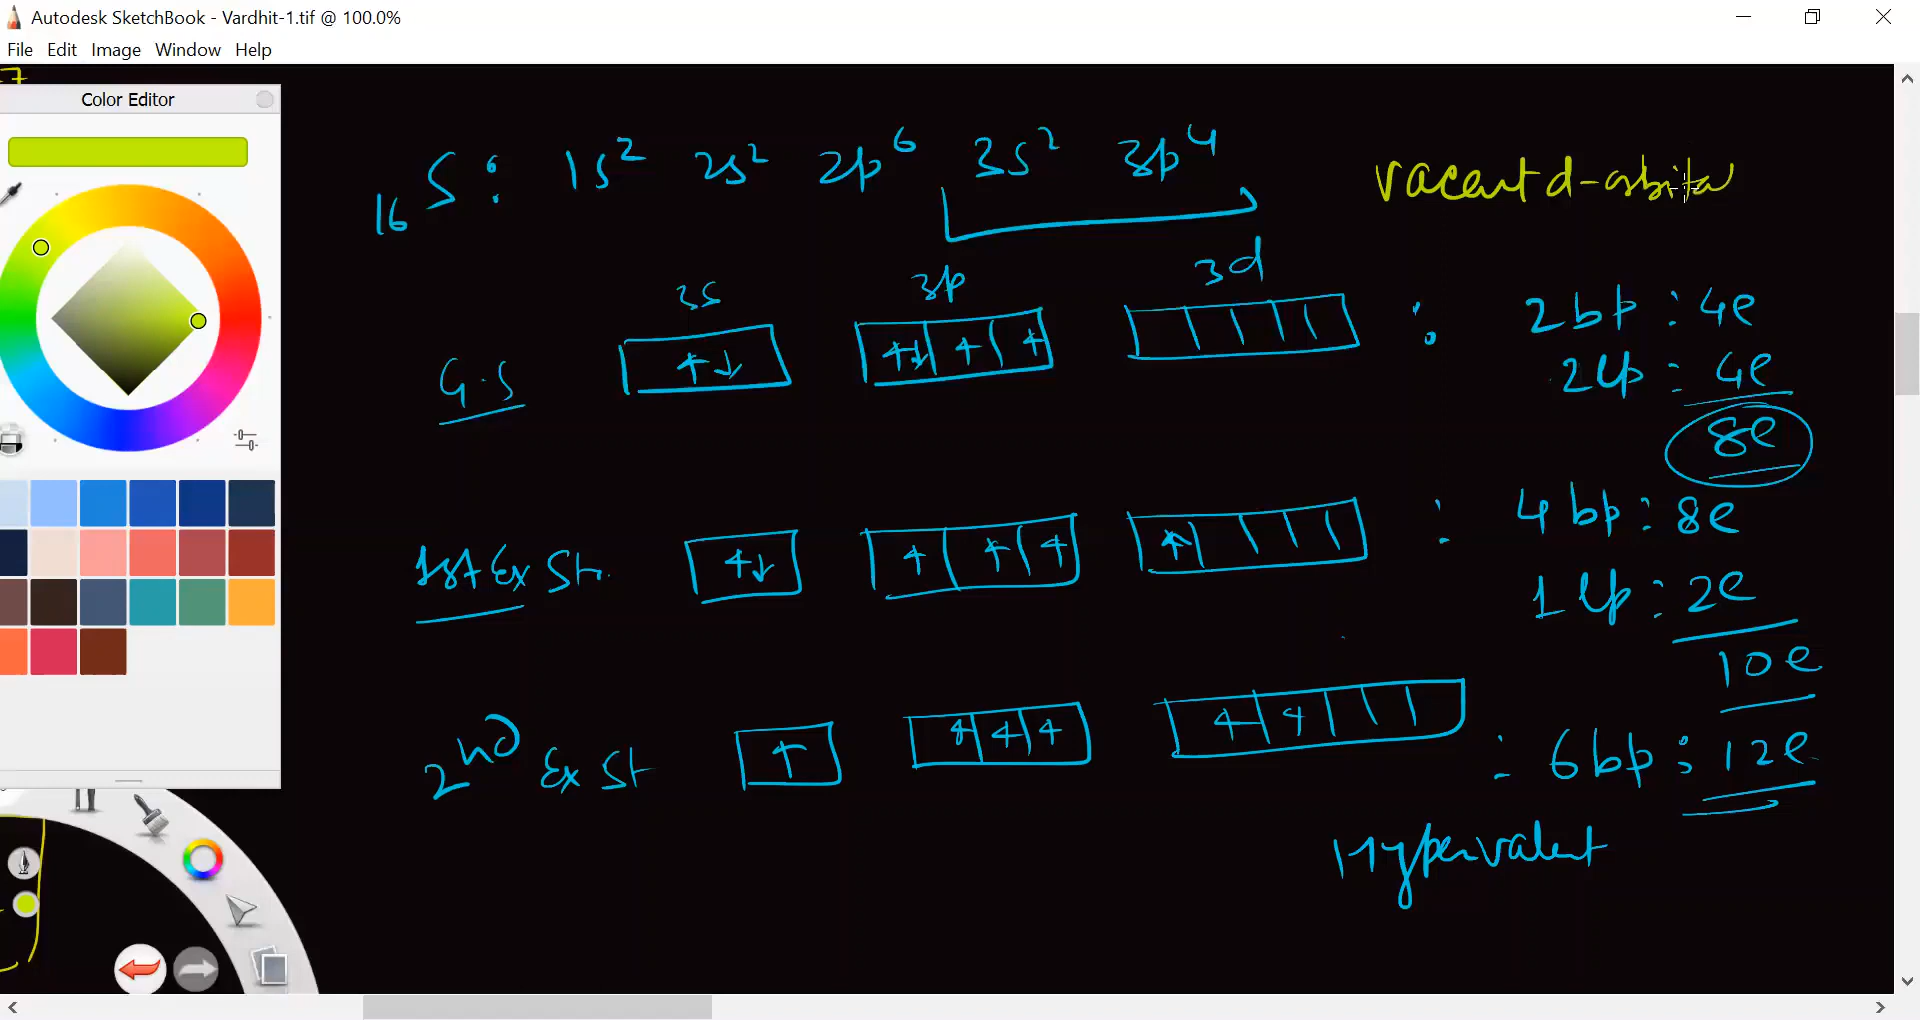 Autodesk SketchBook - Vardhit-1.tif @ 100.0%
File Edit Image Window Help
7
Color Editor
16 S : 1s² 2s² 2p⁶ 3s² 3p⁴
vacant d-orbital
3s 3p 3d
G.S : 2bp : 4e
2lp : 4e
8e
1st Ex St. : 4bp : 8e
1lp : 2e
10e
2nd Ex St : 6bp : 12e
Hypervalent